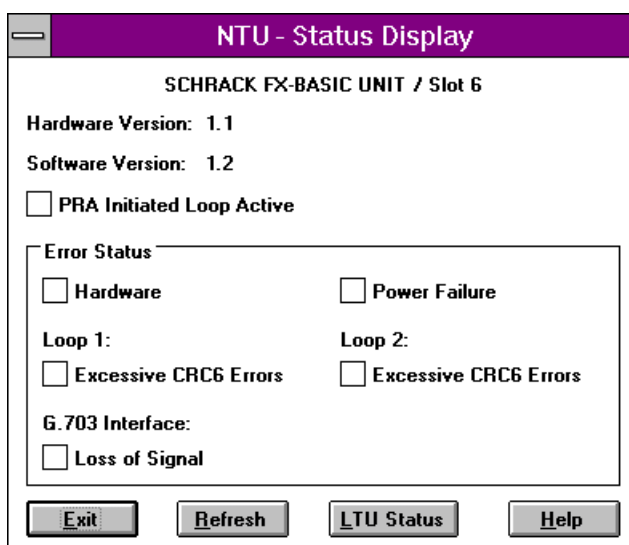 NTU - Status Display
SCHRACK FX-BASIC UNIT / Slot 6
Hardware Version: 1.1
Software Version: 1.2
PRA Initiated Loop Active
Error Status
Hardware Power Failure
Loop 1: Loop 2:
Excessive CRC6 Errors Excessive CRC6 Errors
G.703 Interface:
Loss of Signal
Exit Refresh LTU Status Help